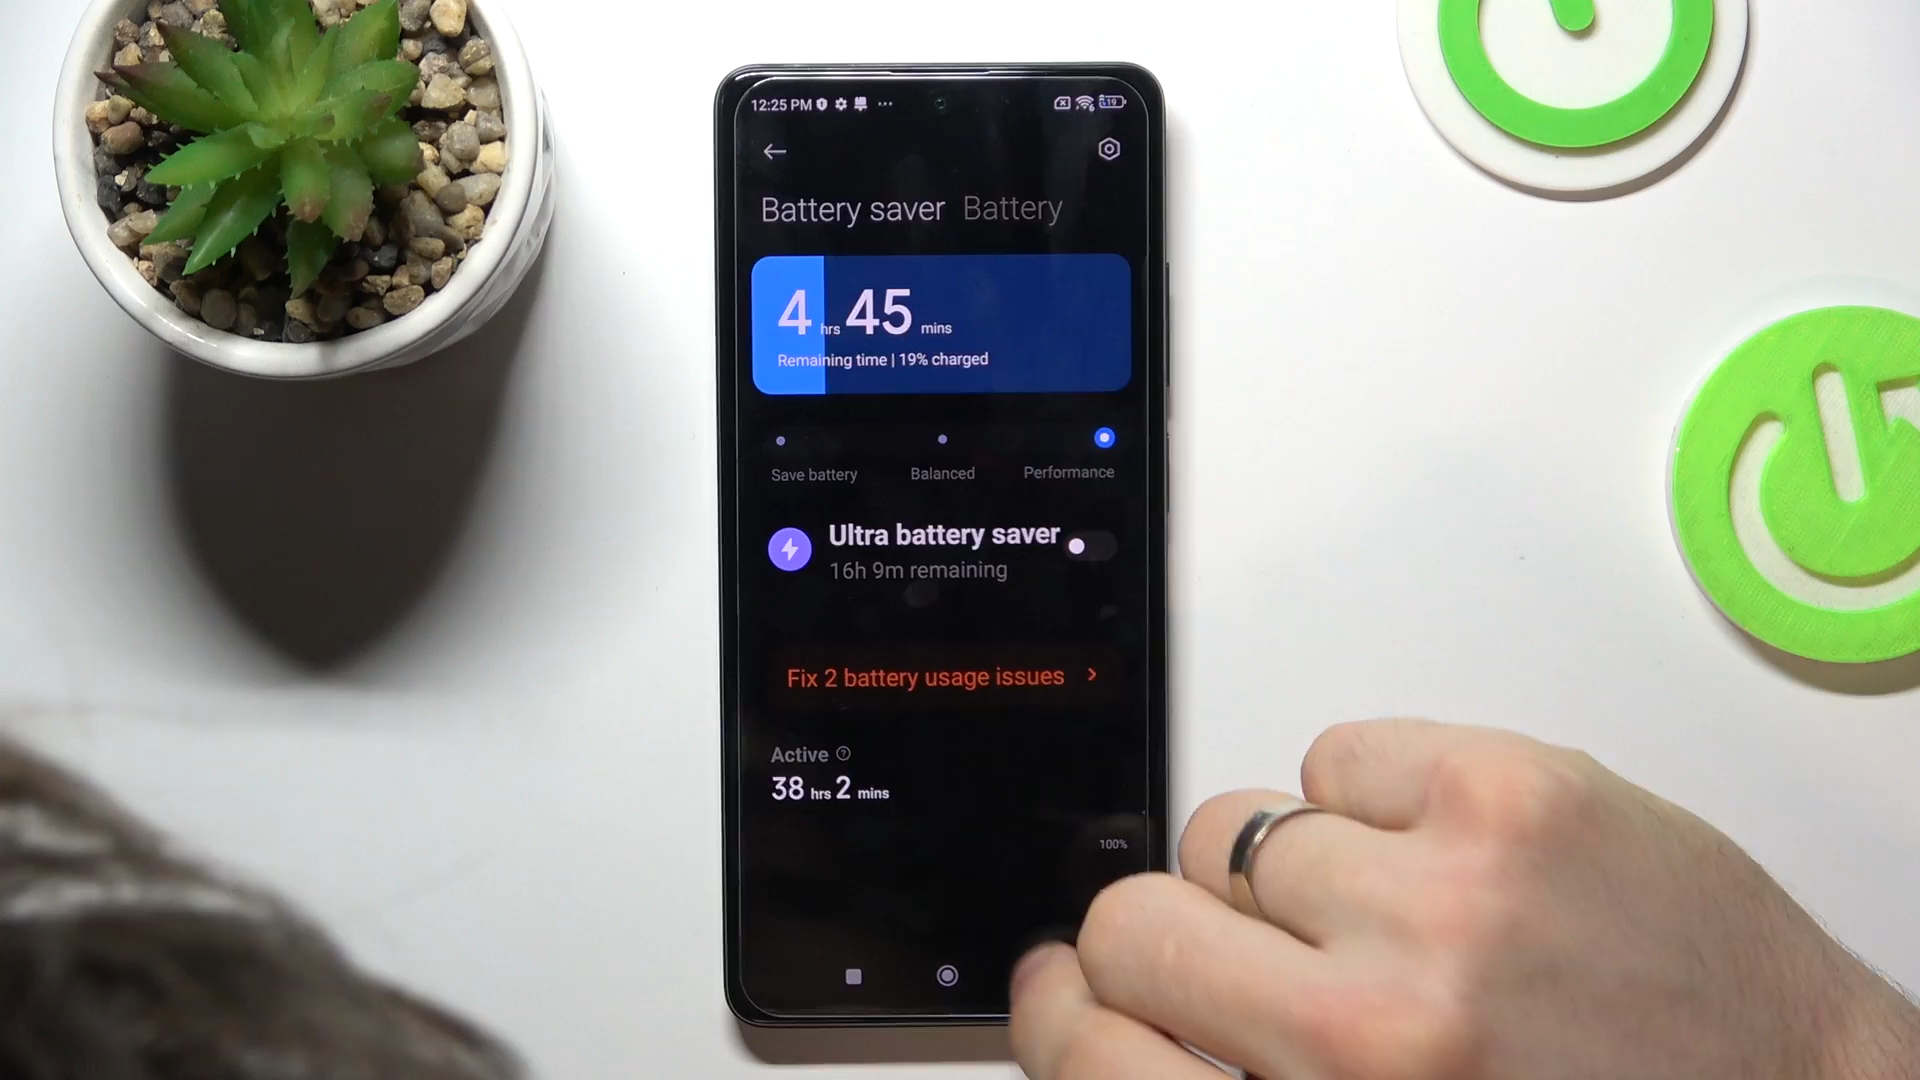 12:25 PM
19
Battery saver Battery
4 hrs 45 mins
Remaining time | 19% charged
Save battery Balanced Performance
Ultra battery saver
16h 9m remaining
Fix 2 battery usage issues
Active
38 hrs 2 mins
100%